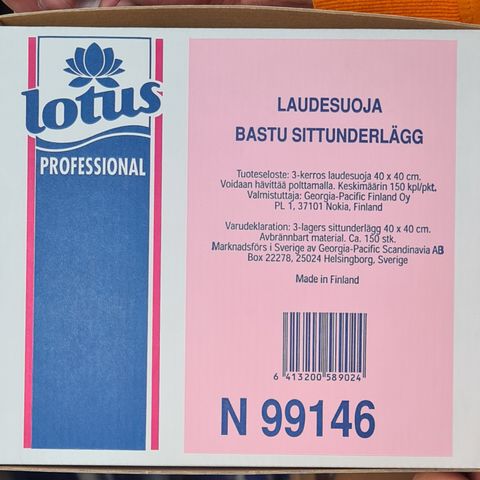 lotus
PROFESSIONAL
LAUDESUOJA
BASTU SITTUNDERLÄGG
Tuoteseloste: 3-kerros laudesuoja 40 x 40 cm.
Voidaan hävittää polttamalla. Keskimäärin 150 kpl/pkt.
Valmistuttaja: Georgia-Pacific Finland Oy
PL 1, 37101 Nokia, Finland
Varudeklaration: 3-lagers sittunderlägg 40 x 40 cm.
Avbrännbart material. Ca. 150 stk.
Marknadsförs i Sverige av Georgia-Pacific Scandinavia AB
Box 22278, 25024 Helsingborg, Sverige
Made in Finland
6 413200 589024
N 99146